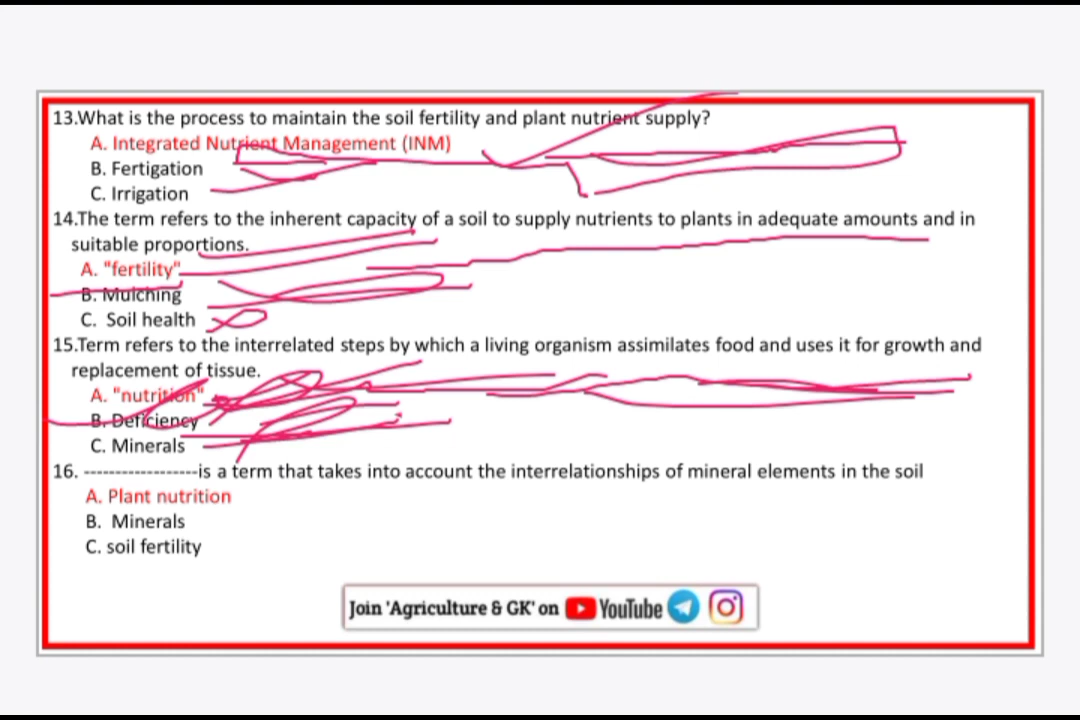 13.What is the process to maintain the soil fertility and plant nutrient supply?
A. Integrated Nutrient Management (INM)
B. Fertigation
C. Irrigation
14.The term refers to the inherent capacity of a soil to supply nutrients to plants in adequate amounts and in
suitable proportions.
A. "fertility"
B. Mulching
C. Soil health
15.Term refers to the interrelated steps by which a living organism assimilates food and uses it for growth and
replacement of tissue.
A. "nutrition"
B. Deficiency
C. Minerals
16. ------------------is a term that takes into account the interrelationships of mineral elements in the soil
A. Plant nutrition
B. Minerals
C. soil fertility
Join 'Agriculture & GK' on YouTube